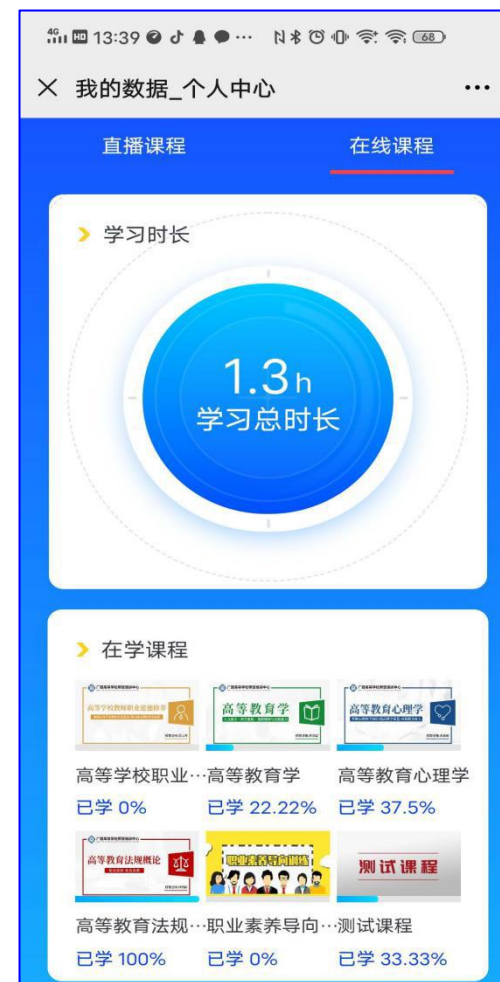 4G HD 13:39 68
我的数据_个人中心
直播课程 在线课程
学习时长
1.3h
学习总时长
在学课程
高等教育学
高等教育心理学
高等学校职业… 高等教育学 高等教育心理学
已学 0% 已学 22.22% 已学 37.5%
高等教育法规概论
职业素养导向训练
测试课程
高等教育法规… 职业素养导向… 测试课程
已学 100% 已学 0% 已学 33.33%